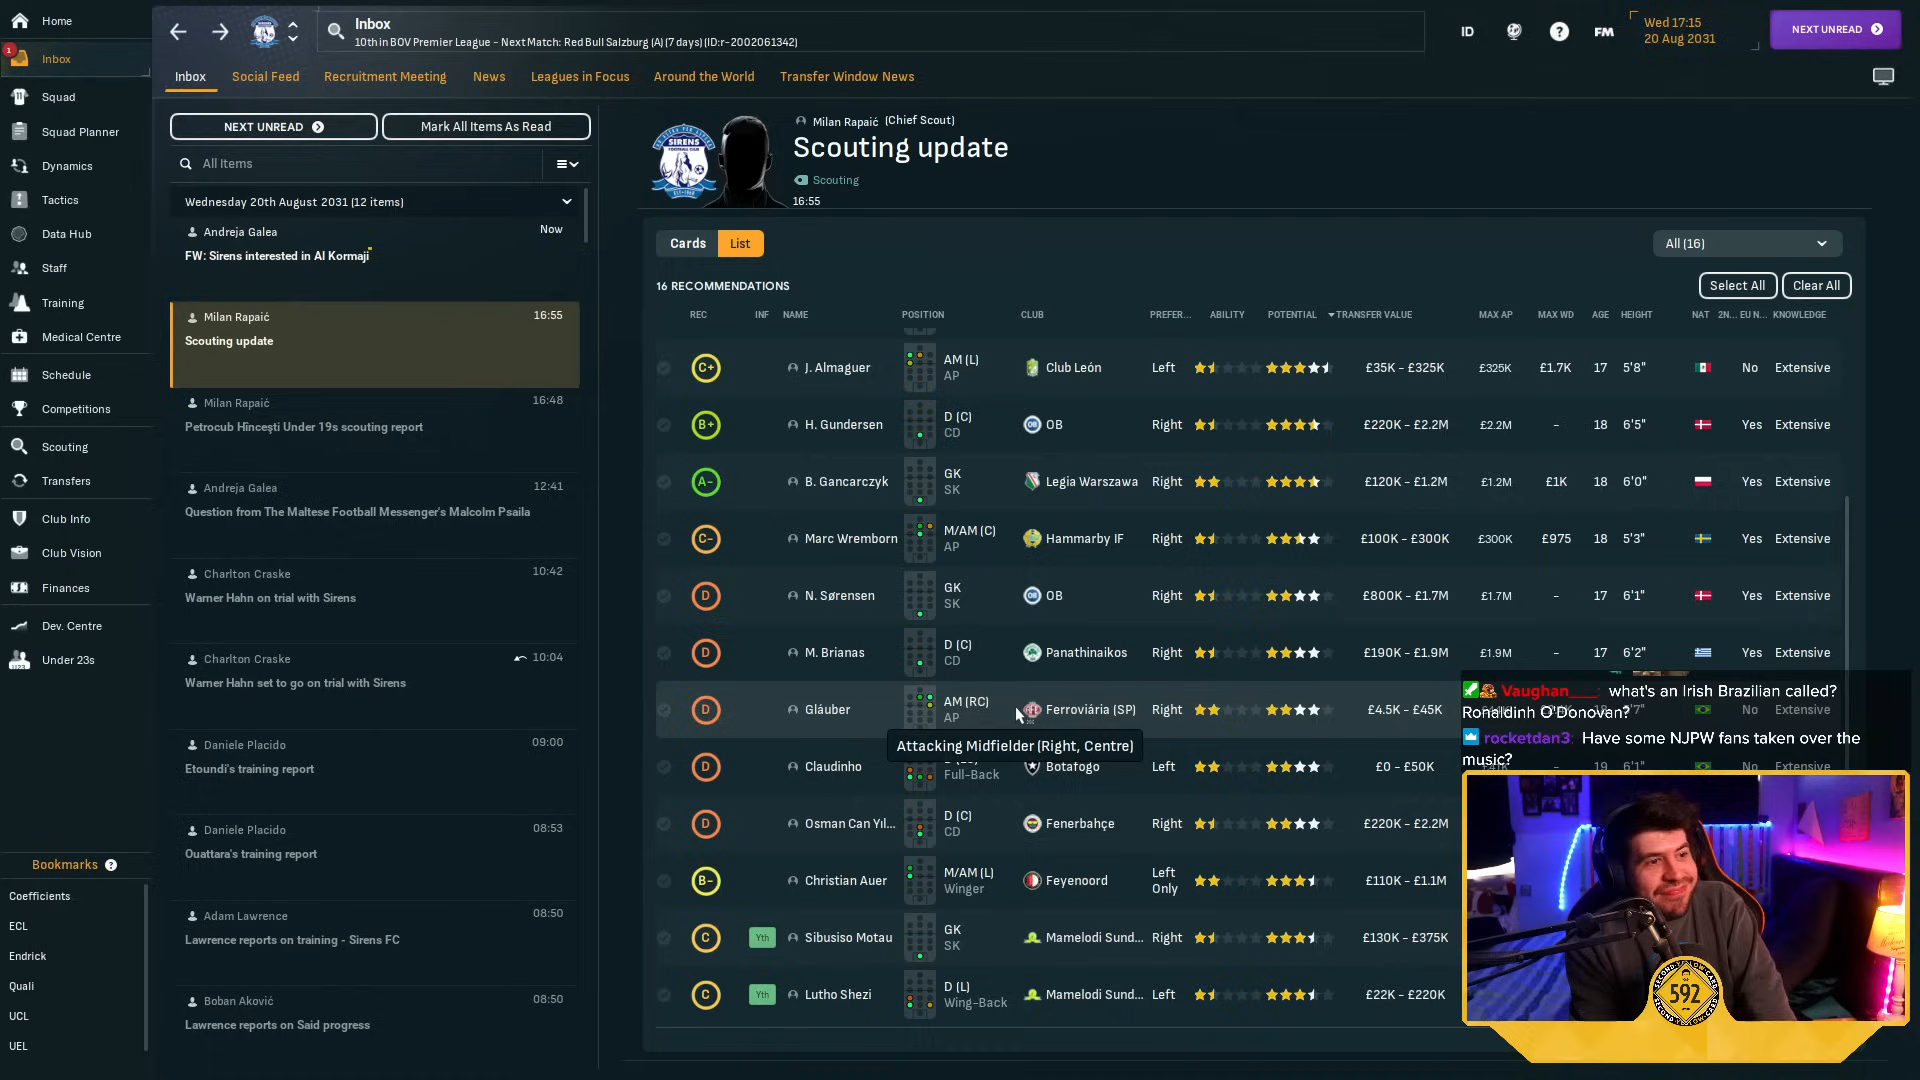 Home
Inbox
10th in BOV Premier League - Next Match: Red Bull Salzburg (A) (7 days) (ID:r-2002061342)
ID
FM
Wed 17:15
20 Aug 2031
NEXT UNREAD
1
Inbox
Squad
Squad Planner
Dynamics
Tactics
Data Hub
Staff
Training
Medical Centre
Schedule
Competitions
Scouting
Transfers
Club Info
Club Vision
Finances
Dev. Centre
Under 23s
Bookmarks ?
Coefficients
ECL
Endrick
Quali
UCL
UEL
Inbox Social Feed Recruitment Meeting News Leagues in Focus Around the World Transfer Window News
NEXT UNREAD Mark All Items As Read
All Items
Wednesday 20th August 2031 (12 items)
Andreja Galea Now
FW: Sirens interested in Al Kormaji
Milan Rapaić 16:55
Scouting update
Milan Rapaić 16:48
Petrocub Hîncești Under 19s scouting report
Andreja Galea 12:41
Question from The Maltese Football Messenger's Malcolm Psaila
Charlton Craske 10:42
Warner Hahn on trial with Sirens
Charlton Craske 10:04
Warner Hahn set to go on trial with Sirens
Daniele Placido 09:00
Etoundi's training report
Daniele Placido 08:53
Ouattara's training report
Adam Lawrence 08:50
Lawrence reports on training - Sirens FC
Boban Aković 08:50
Lawrence reports on Said progress
SIRENS
Milan Rapaić (Chief Scout)
Scouting update
Scouting
16:55
Cards List All (16)
16 RECOMMENDATIONS Select All Clear All
REC INF NAME POSITION CLUB PREFER... ABILITY POTENTIAL TRANSFER VALUE MAX AP MAX WD AGE HEIGHT NAT 2N... EU N... KNOWLEDGE
C+ J. Almaguer AM (L) AP Club León Left £35K - £325K £325K £1.7K 17 5'8" No Extensive
B+ H. Gundersen D (C) CD OB Right £220K - £2.2M £2.2M - 18 6'5" Yes Extensive
A- B. Gancarczyk GK SK Legia Warszawa Right £120K - £1.2M £1.2M £1K 18 6'0" Yes Extensive
C- Marc Wremborn M/AM (C) AP Hammarby IF Right £100K - £300K £300K £975 18 5'3" Yes Extensive
D N. Sørensen GK SK OB Right £800K - £1.7M £1.7M - 17 6'1" Yes Extensive
D M. Brianas D (C) CD Panathinaikos Right £190K - £1.9M £1.9M - 17 6'2" Yes Extensive
D Gláuber AM (RC) AP Ferroviária (SP) Right £4.5K - £45K No Extensive
Attacking Midfielder (Right, Centre)
D Claudinho Full-Back Botafogo Left £0 - £50K 19 6'1" No Extensive
D Osman Can Yıl... D (C) CD Fenerbahçe Right £220K - £2.2M
B- Christian Auer M/AM (L) Winger Feyenoord Left Only £110K - £1.1M
C Yth Sibusiso Motau GK SK Mamelodi Sund... Right £130K - £375K
C Yth Lutho Shezi D (L) Wing-Back Mamelodi Sund... Left £22K - £220K
Vaughan___: what's an Irish Brazilian called?
Ronaldinh O'Donovan?
rocketdan3: Have some NJPW fans taken over the
music?
SECOND YELLOW CARD
592